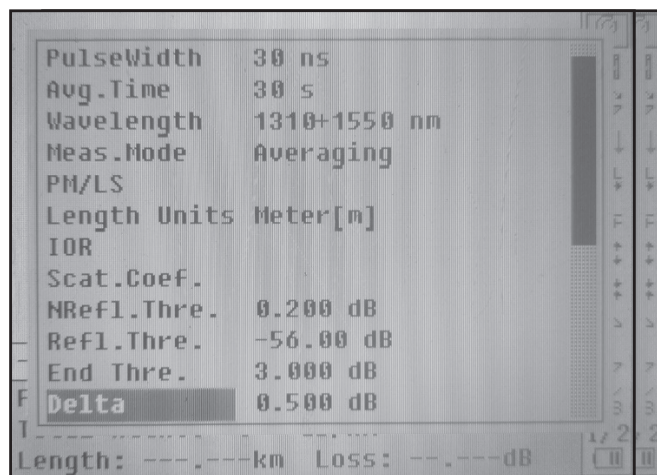 PulseWidth 30 ns
Avg.Time 30 s
Wavelength 1310+1550 nm
Meas.Mode Averaging
PM/LS
Length Units Meter[m]
IOR
Scat.Coef.
NRefl.Thre. 0.200 dB
Refl.Thre. -56.00 dB
End Thre. 3.000 dB
Delta 0.500 dB
1/2
Length: ---.---km Loss: --.---dB